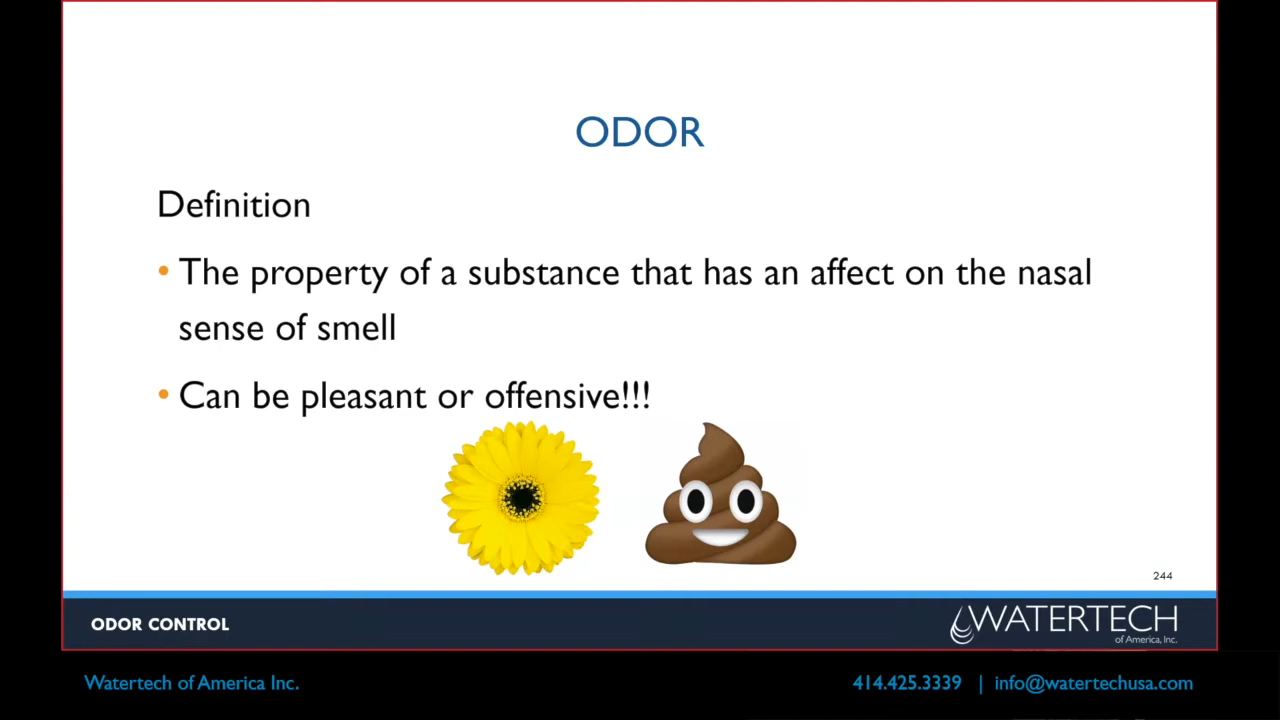 ODOR
Definition
• The property of a substance that has an affect on the nasal
sense of smell
• Can be pleasant or offensive!!!
244
ODOR CONTROL
WATERTECH
of America, Inc.
Watertech of America Inc.
414.425.3339 | info@watertechusa.com